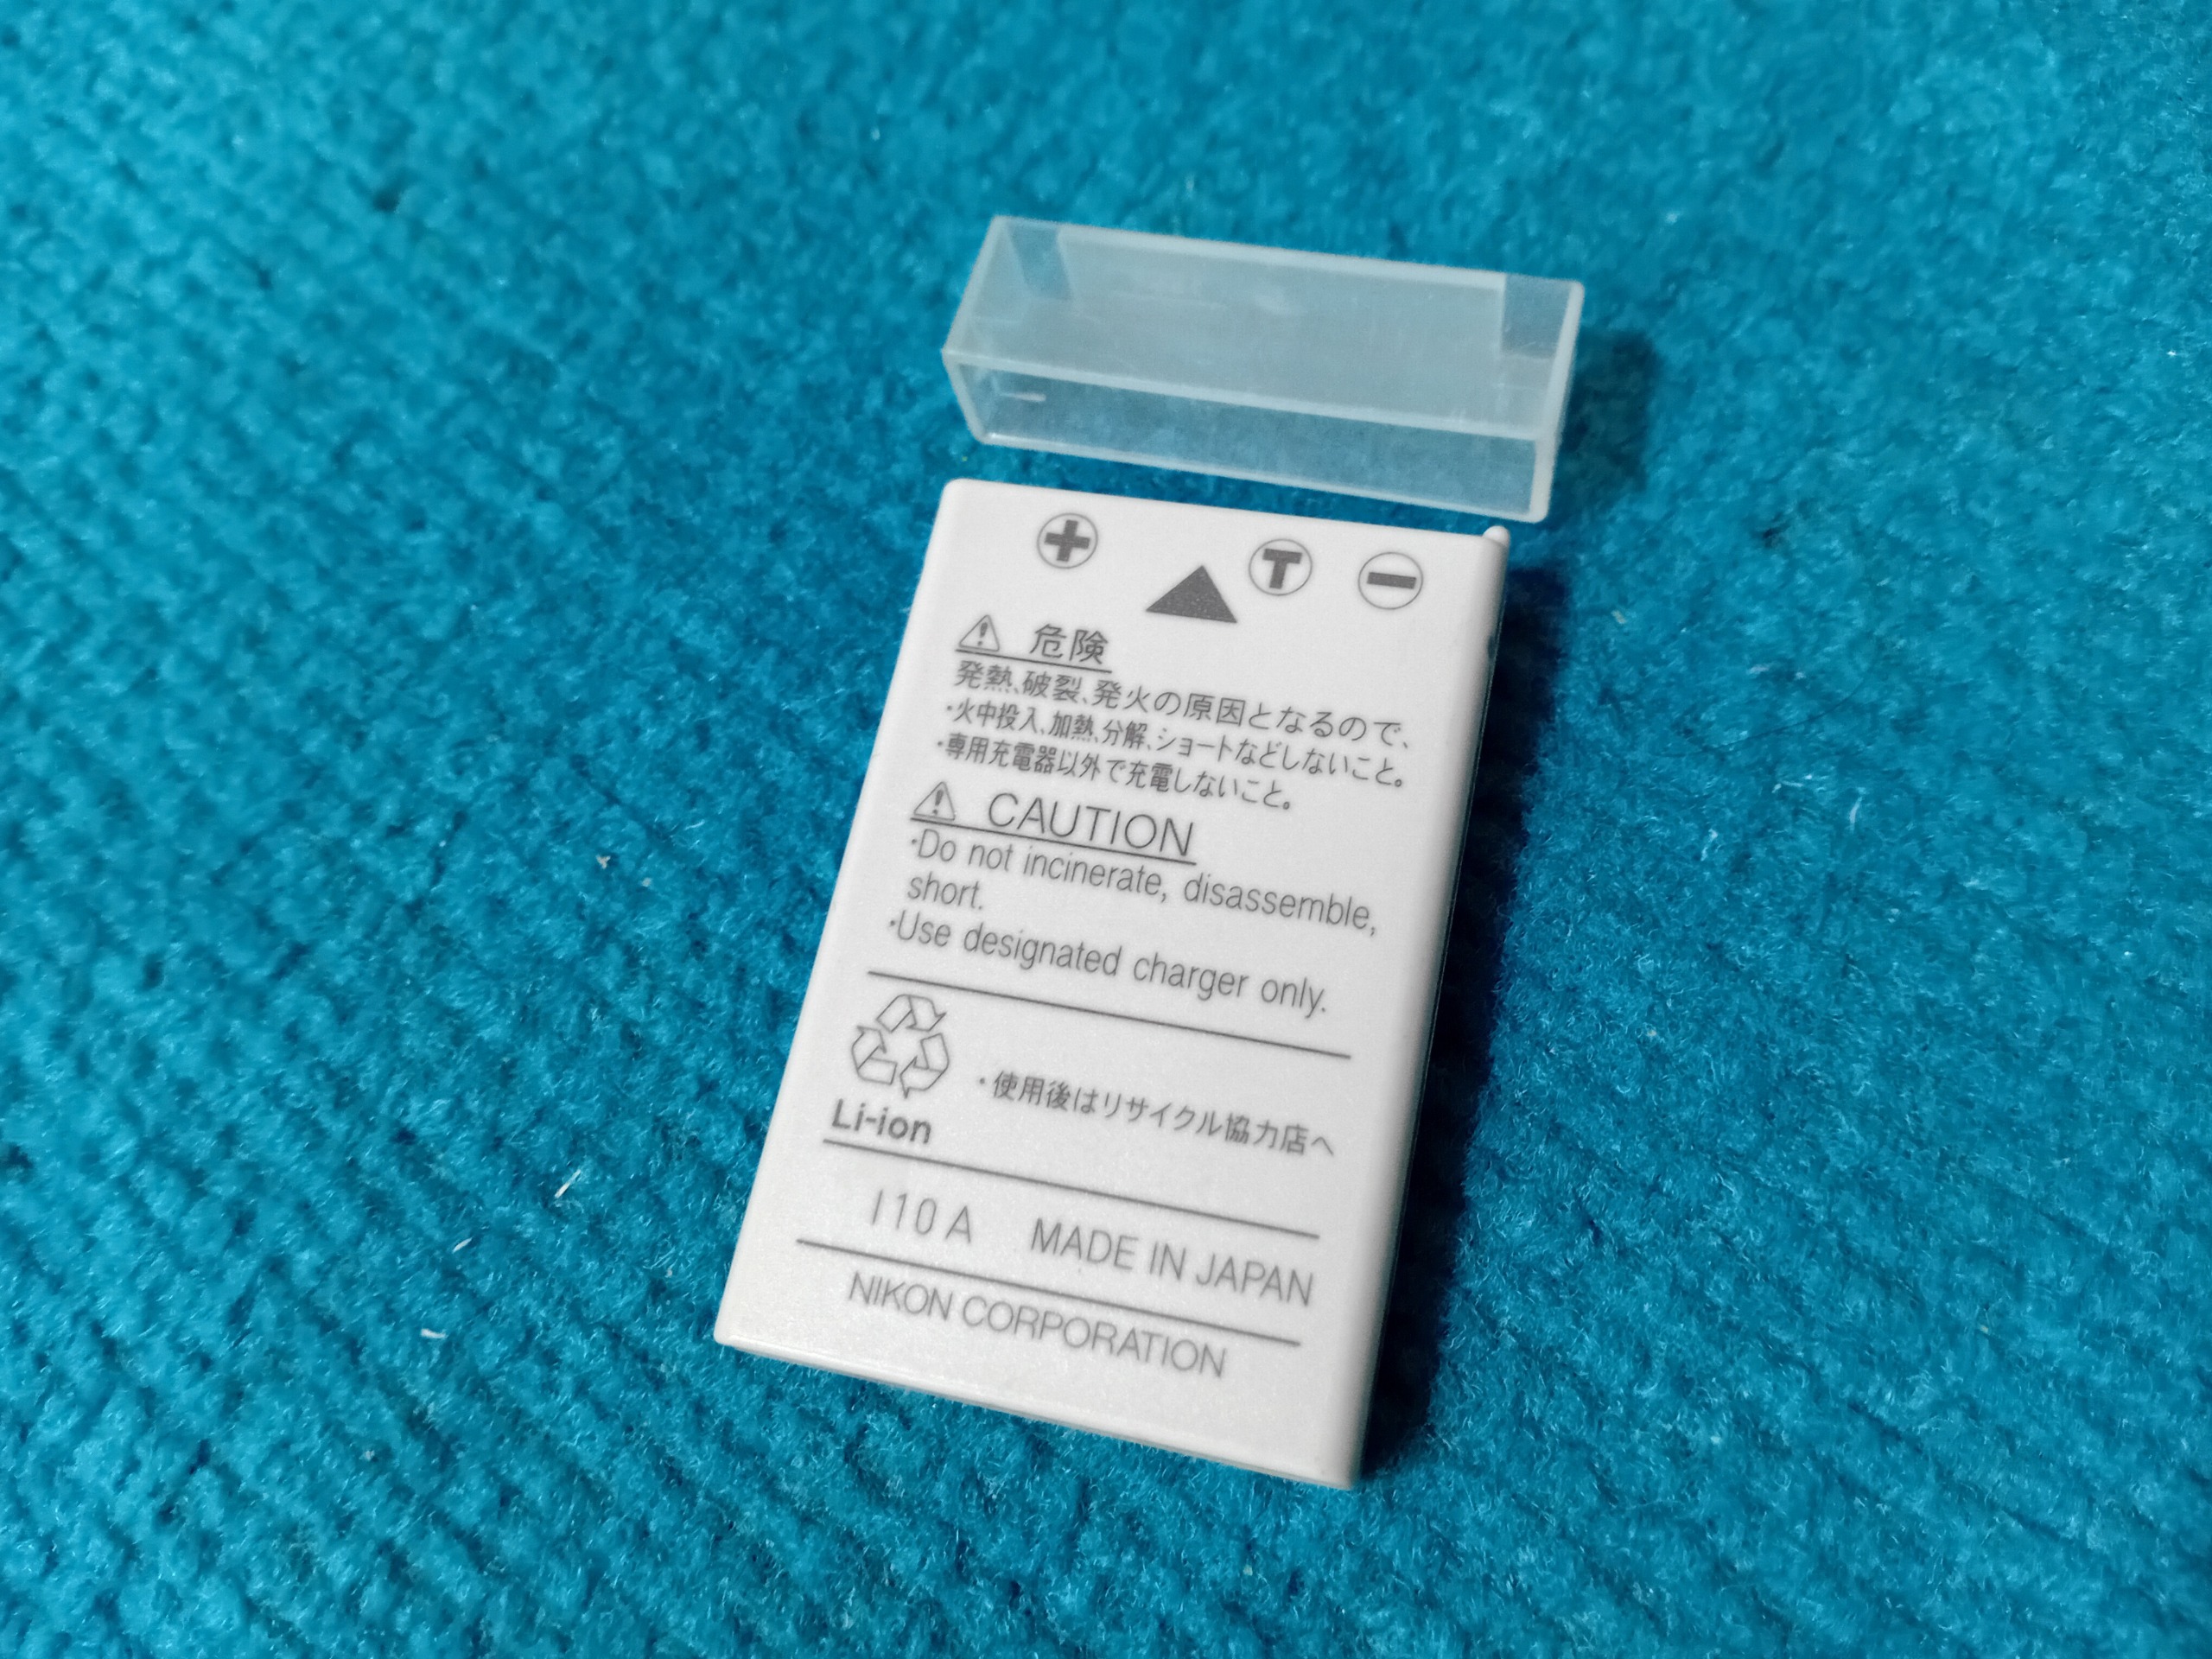 + T −
危険
発熱、破裂、発火の原因となるので、
・火中投入、加熱、分解、ショートなどしないこと。
・専用充電器以外で充電しないこと。
CAUTION
・Do not incinerate, disassemble,
short.
・Use designated charger only.
・使用後はリサイクル協力店へ
Li-ion
I10A MADE IN JAPAN
NIKON CORPORATION